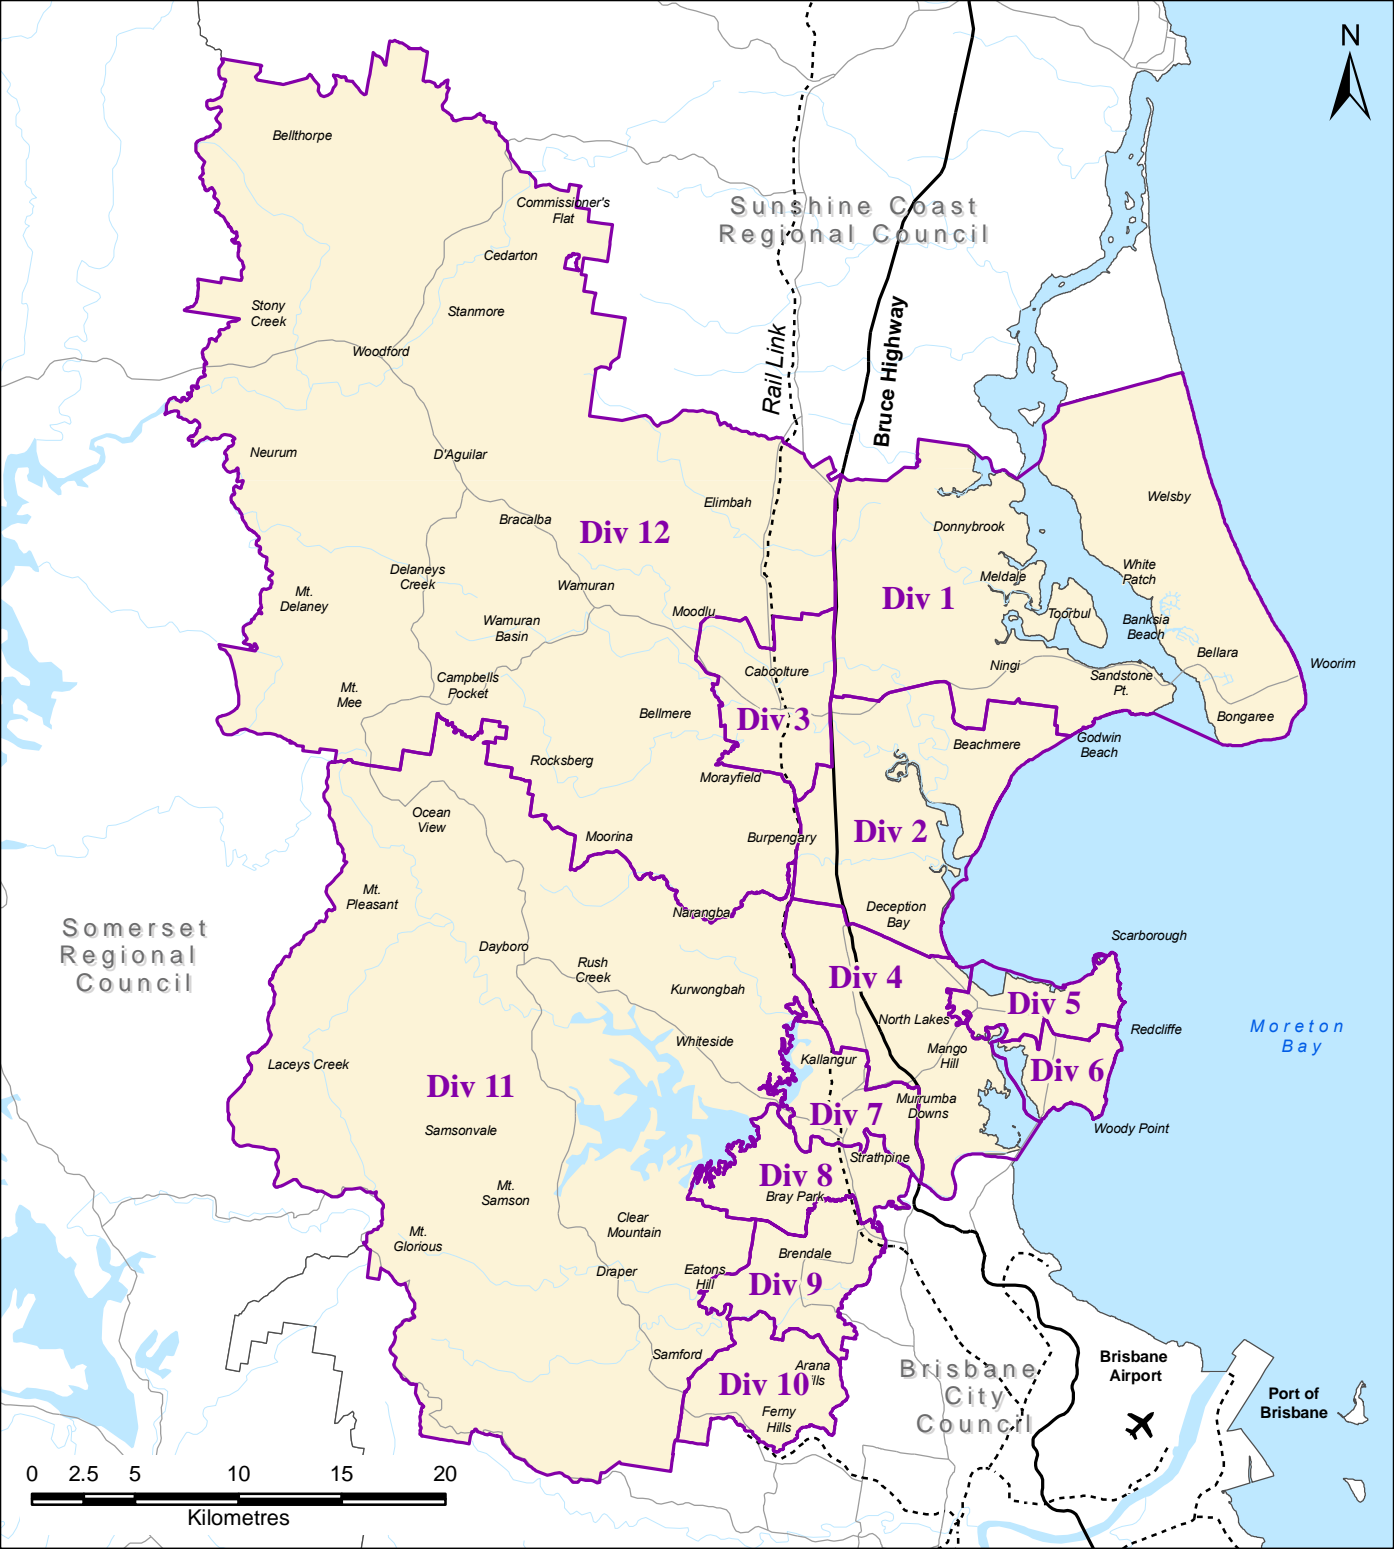 N
Bellthorpe
Commissioner's
Flat
Sunshine Coast
Regional Council
Cedarton
Stony
Creek
Stanmore
Woodford
Rail Link
Bruce Highway
Neurum
D'Aguilar
Elimbah
Welsby
Bracalba
Div 12
Donnybrook
Delaneys
Creek
Wamuran
Meldale
White
Patch
Mt.
Delaney
Div 1
Moodlu
Toorbul
Wamuran
Basin
Banksia
Beach
Bellara
Woorim
Caboolture
Ningi
Sandstone
Pt.
Mt.
Mee
Campbells
Pocket
Bellmere
Div 3
Bongaree
Beachmere
Godwin
Beach
Rocksberg
Morayfield
Ocean
View
Moorina
Burpengary
Div 2
Mt.
Pleasant
Narangba
Deception
Bay
Somerset
Regional
Council
Dayboro
Scarborough
Rush
Creek
Div 4
Kurwongbah
Div 5
North Lakes
Redcliffe
Moreton
Bay
Whiteside
Mango
Hill
Laceys Creek
Kallangur
Div 6
Div 11
Murrumba
Downs
Div 7
Samsonvale
Woody Point
Strathpine
Div 8
Mt.
Samson
Bray Park
Clear
Mountain
Mt.
Glorious
Brendale
Draper
Eatons
Hill
Div 9
Samford
Arana
ills
Div 10
Ferny
Hills
Brisbane
City
Council
Brisbane
Airport
Port of
Brisbane
0 2.5 5 10 15 20
Kilometres